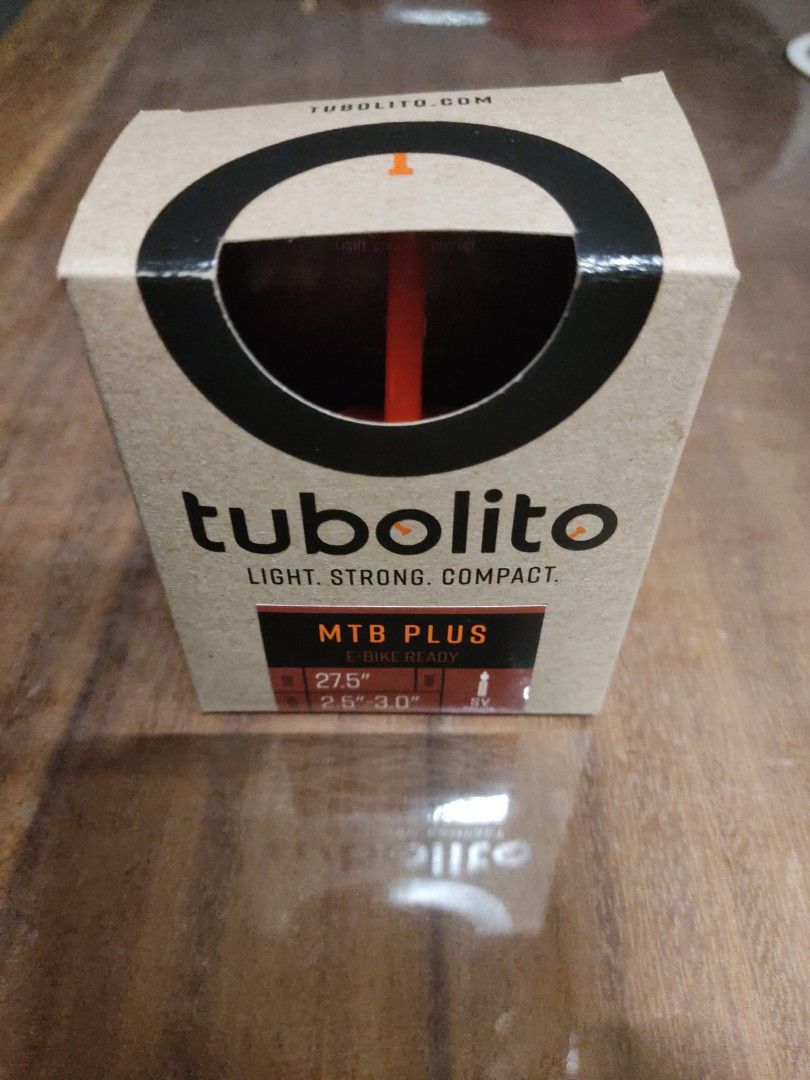 TUBOLITO.COM
tubolito
LIGHT. STRONG. COMPACT.
MTB PLUS
E-BIKE READY
27.5"
2.5"-3.0"
SV